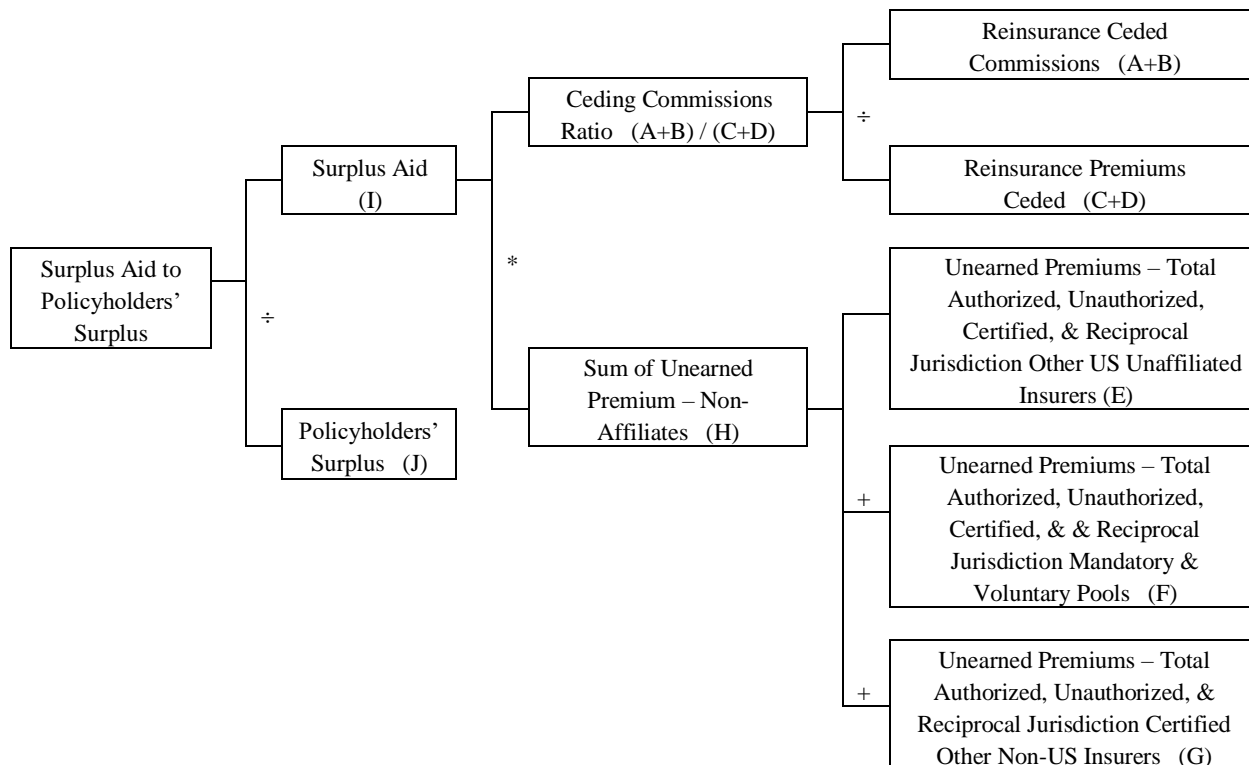 Reinsurance Ceded
Commissions (A+B)
Ceding Commissions
Ratio (A+B) / (C+D)
÷
Surplus Aid
(I)
Reinsurance Premiums
Ceded (C+D)
Surplus Aid to
Policyholders'
Surplus
*
÷
Unearned Premiums – Total
Authorized, Unauthorized,
Certified, & Reciprocal
Jurisdiction Other US Unaffiliated
Insurers (E)
Sum of Unearned
Premium – Non-
Affiliates (H)
Policyholders'
Surplus (J)
+
Unearned Premiums – Total
Authorized, Unauthorized,
Certified, & & Reciprocal
Jurisdiction Mandatory &
Voluntary Pools (F)
+
Unearned Premiums – Total
Authorized, Unauthorized, &
Reciprocal Jurisdiction Certified
Other Non-US Insurers (G)